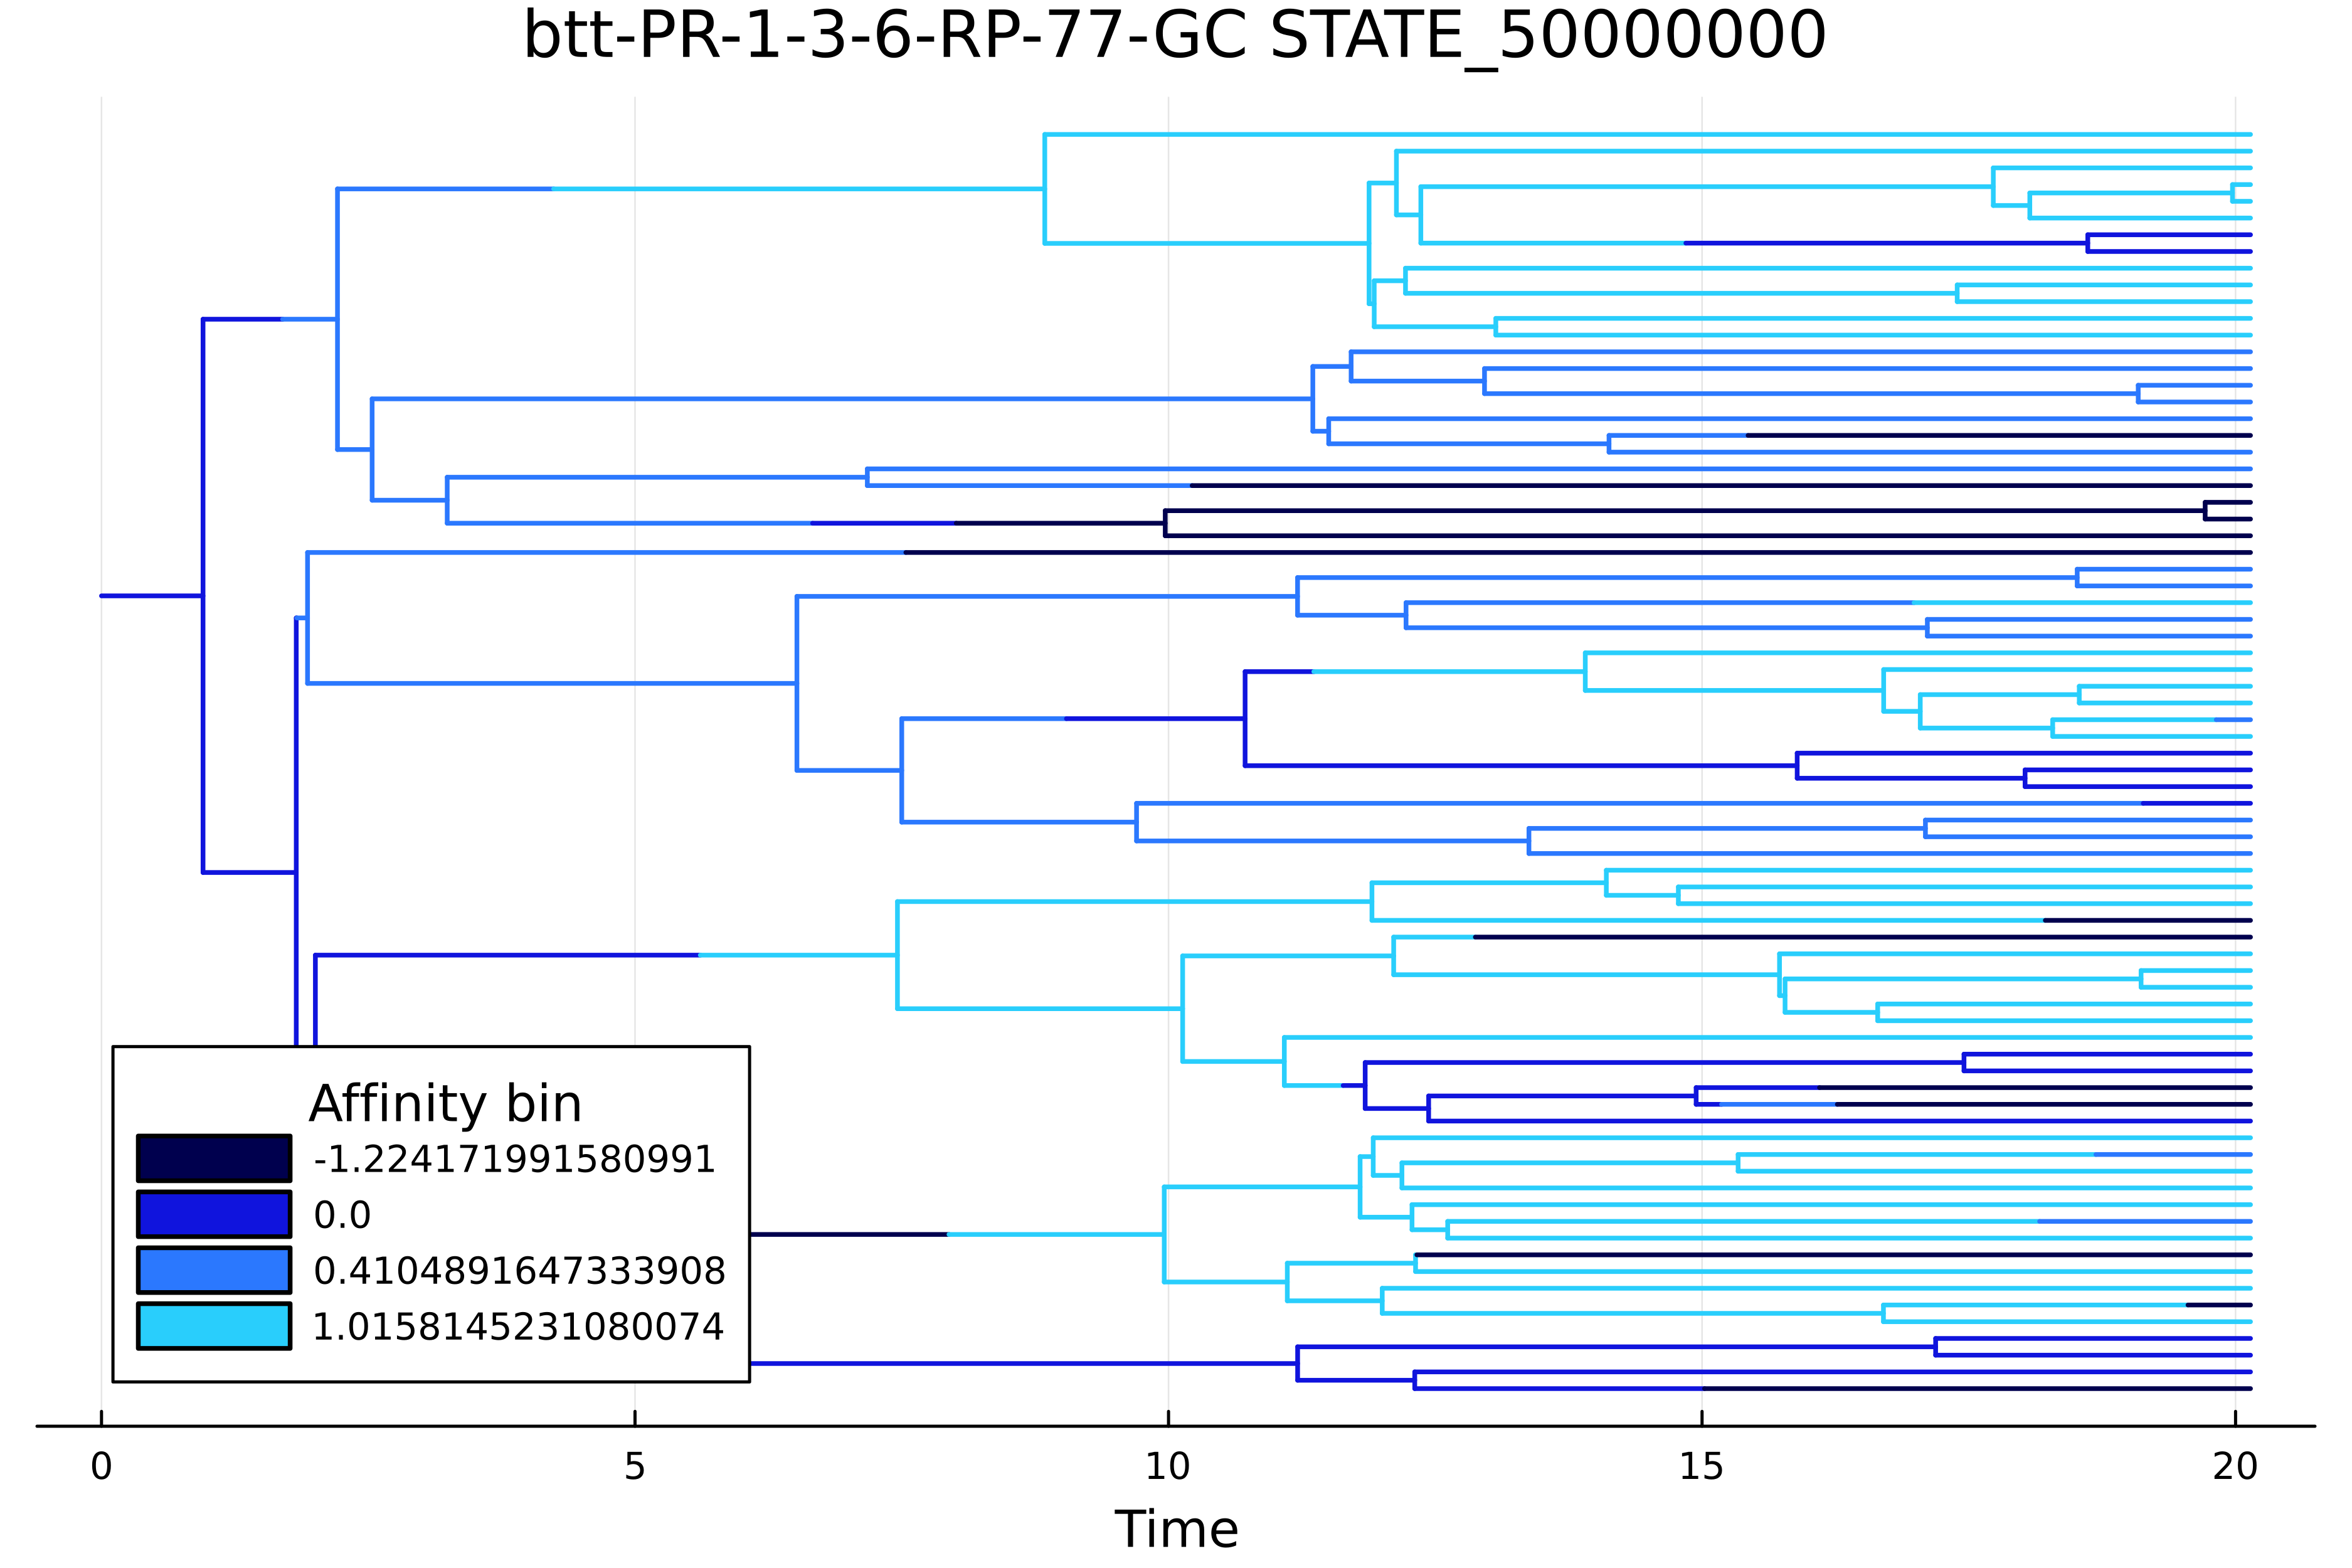 btt-PR-1-3-6-RP-77-GC STATE_50000000
Affinity bin
-1.224171991580991
0.0
0.4104891647333908
1.0158145231080074
0 5 10 15 20
Time